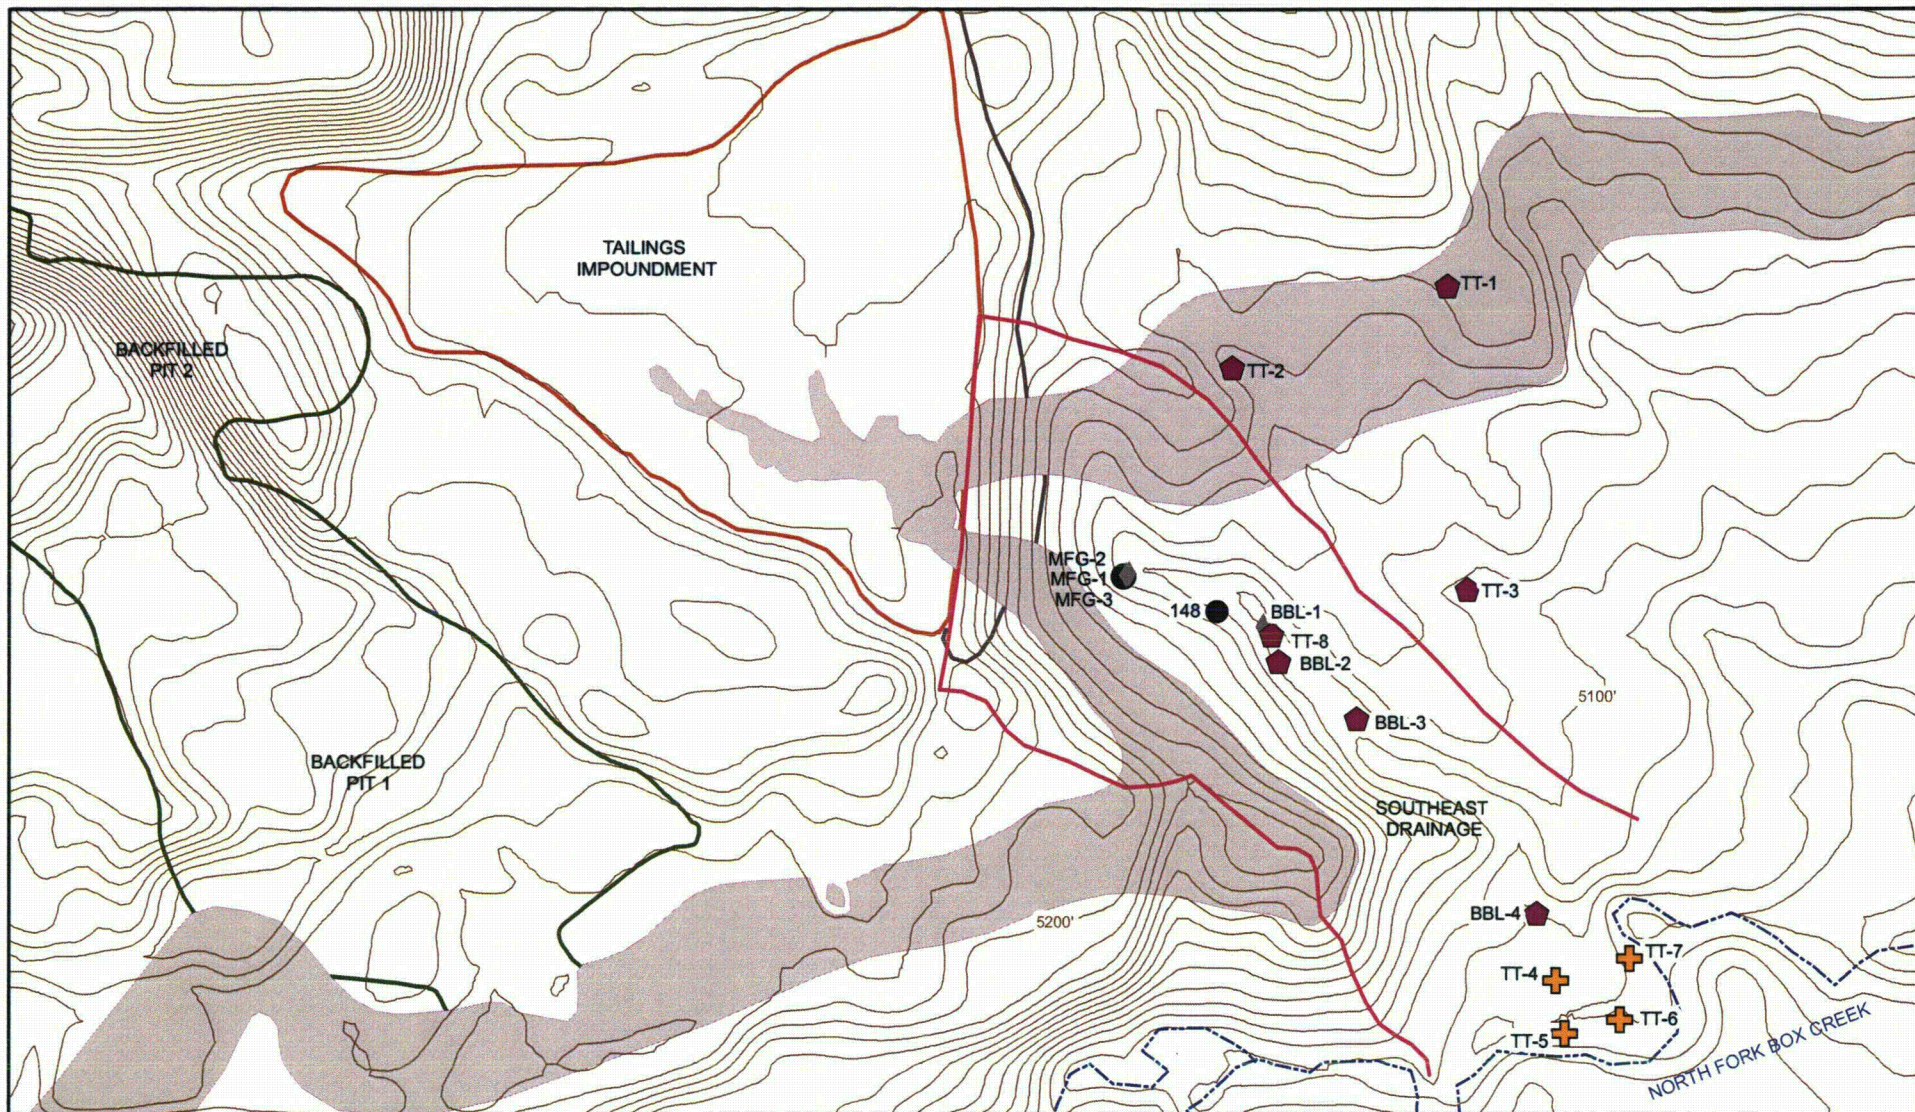 TAILINGS
IMPOUNDMENT
TT-1
BACKFILLED
PIT 2
TT-2
MFG-2
MFG-1
MFG-3
148
BBL-1
TT-8
BBL-2
TT-3
5100'
BBL-3
BACKFILLED
PIT 1
SOUTHEAST
DRAINAGE
5200'
BBL-4
TT-7
TT-4
TT-6
TT-5
NORTH FORK BOX CREEK